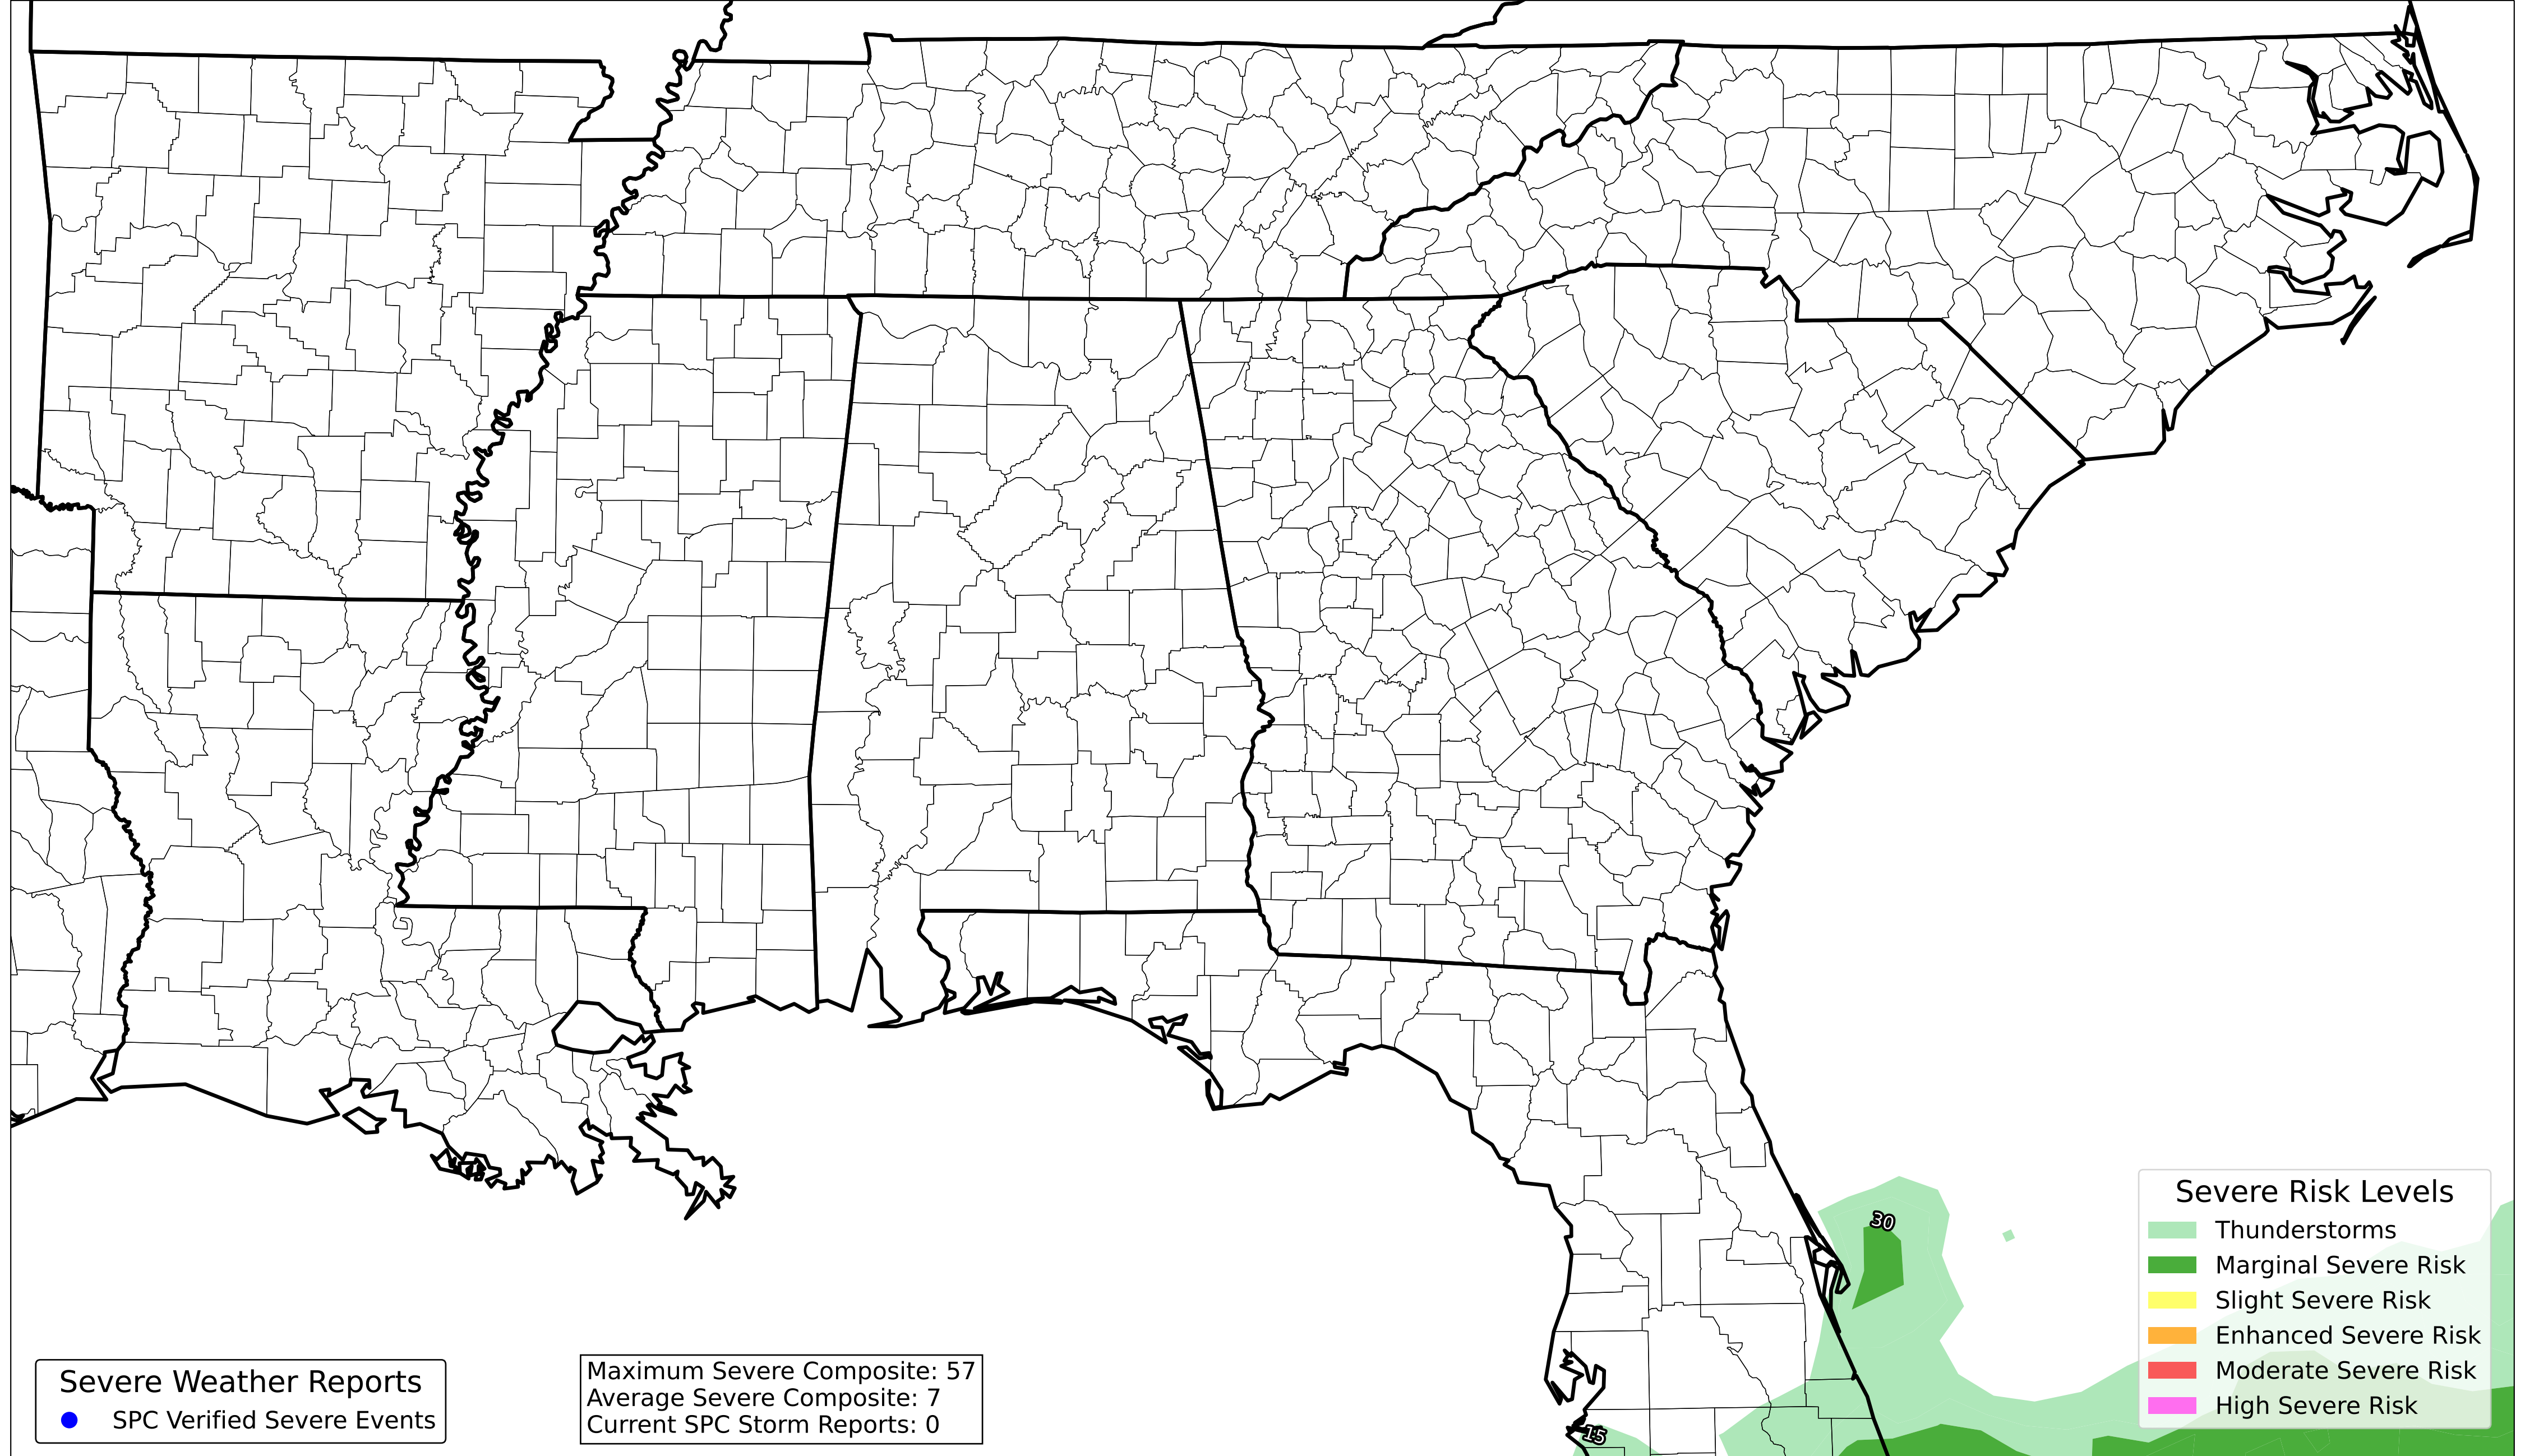 30
Severe Risk Levels
Thunderstorms
Marginal Severe Risk
Slight Severe Risk
Enhanced Severe Risk
Moderate Severe Risk
High Severe Risk
Severe Weather Reports
SPC Verified Severe Events
Maximum Severe Composite: 57
Average Severe Composite: 7
Current SPC Storm Reports: 0
15